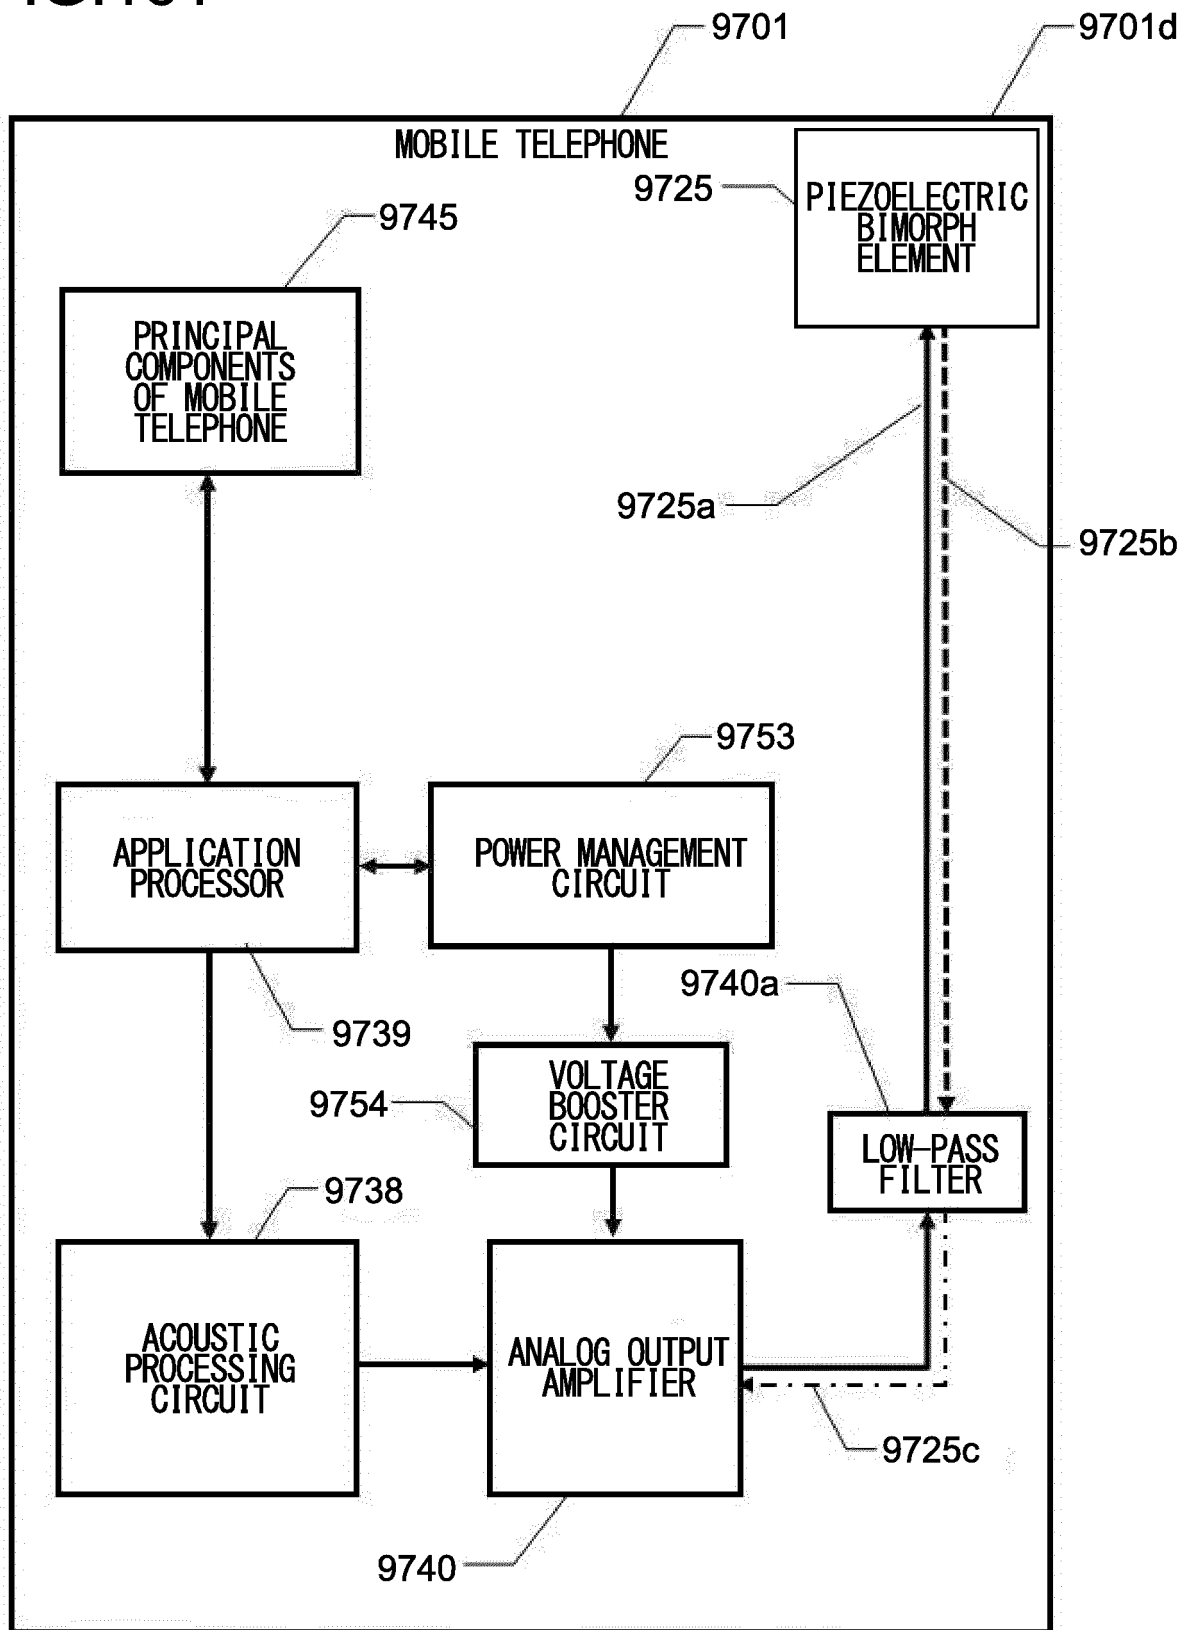 9701
9701d
MOBILE TELEPHONE
9725
PIEZOELECTRIC
BIMORPH
ELEMENT
9745
PRINCIPAL
COMPONENTS
OF MOBILE
TELEPHONE
9725a
9725b
9753
APPLICATION
PROCESSOR
POWER MANAGEMENT
CIRCUIT
9740a
9739
VOLTAGE
BOOSTER
CIRCUIT
9754
LOW-PASS
FILTER
9738
ACOUSTIC
PROCESSING
CIRCUIT
ANALOG OUTPUT
AMPLIFIER
9725c
9740